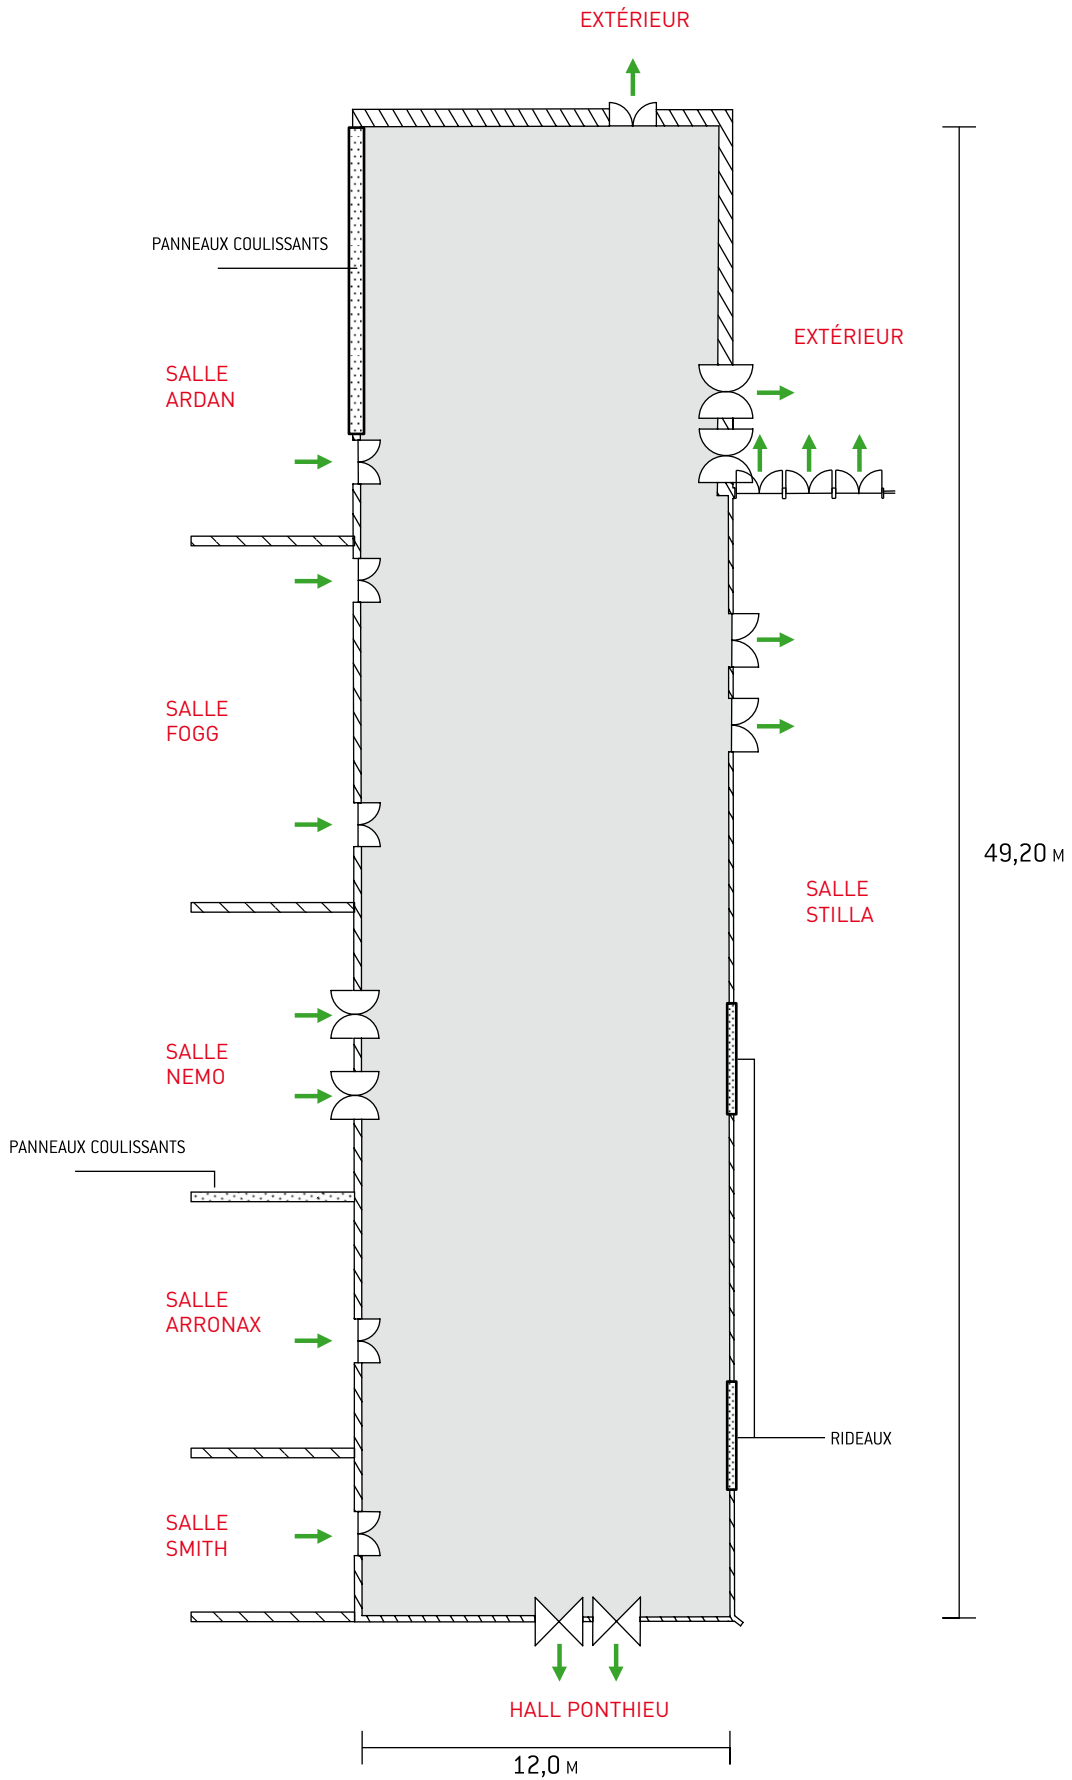 EXTÉRIEUR
PANNEAUX COULISSANTS
EXTÉRIEUR
SALLE
ARDAN
SALLE
FOGG
49,20 M
SALLE
STILLA
SALLE
NEMO
PANNEAUX COULISSANTS
SALLE
ARRONAX
RIDEAUX
SALLE
SMITH
HALL PONTHIEU
12,0 M